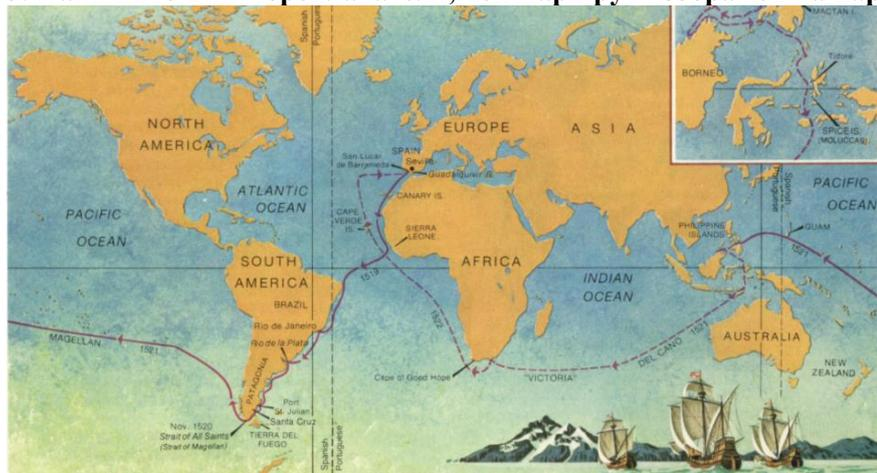 Spanish
Portuguese
MACTAN I.
BORNEO
Tidore
SPICE IS.
(MOLUCCAS)
NORTH
AMERICA
EUROPE
ASIA
SPAIN
Seville
San Lucar
de Barrameda
Guadalquivir R.
ATLANTIC
OCEAN
CANARY IS.
PACIFIC
OCEAN
CAPE
VERDE
IS.
SIERRA
LEONE
PHILIPPINE
ISLANDS
Spanish
Portuguese
PACIFIC
OCEAN
GUAM
1521
SOUTH
AMERICA
1519
AFRICA
INDIAN
OCEAN
BRAZIL
Rio de Janeiro
1522
1521
DEL CANO
AUSTRALIA
MAGELLAN
1521
Rio de la Plata
PATAGONIA
Cape of Good Hope
"VICTORIA"
NEW
ZEALAND
Port
St. Julian
Santa Cruz
Nov. 1520
Strait of All Saints
(Strait of Magellan)
TIERRA DEL
FUEGO
Spanish
Portuguese